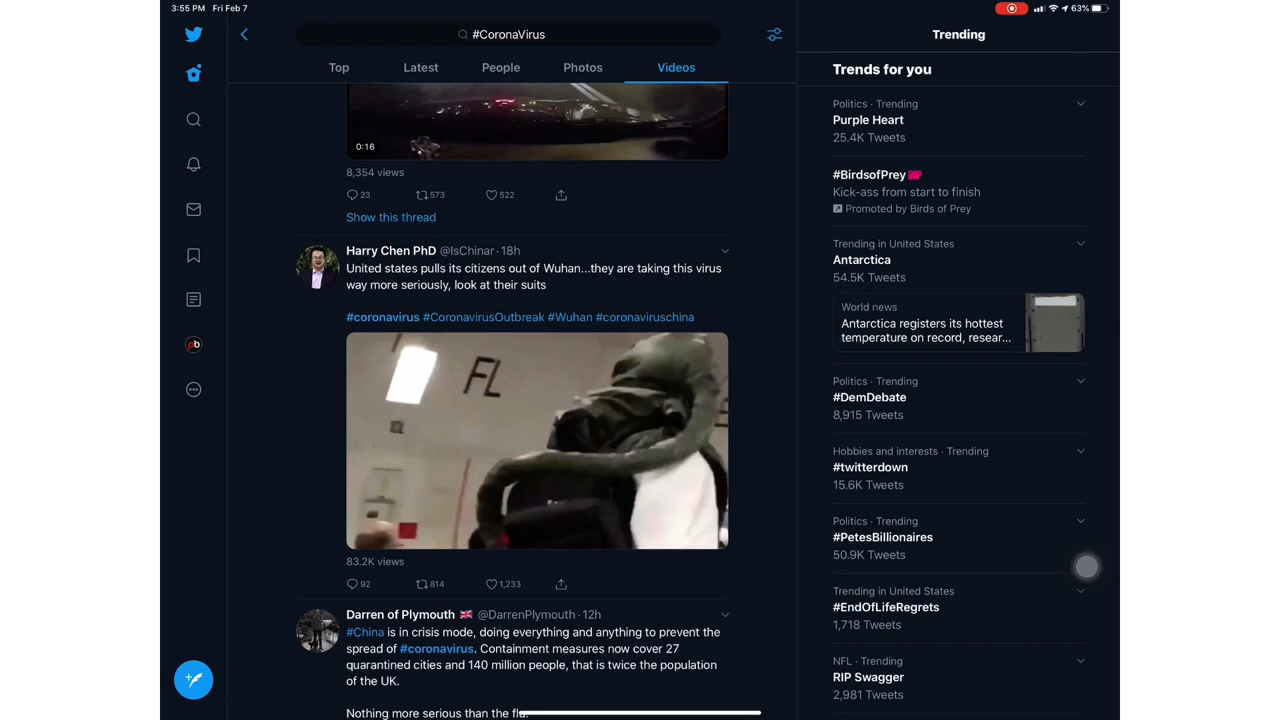 3:55 PM Fri Feb 7
63%
#CoronaVirus
Top Latest People Photos Videos
0:16
8,354 views
23 573 522
Show this thread
Harry Chen PhD @IsChinar · 18h
United states pulls its citizens out of Wuhan...they are taking this virus
way more seriously, look at their suits
#coronavirus #CoronavirusOutbreak #Wuhan #coronaviruschina
FL
83.2K views
92 814 1,233
Darren of Plymouth @DarrenPlymouth · 12h
#China is in crisis mode, doing everything and anything to prevent the
spread of #coronavirus. Containment measures now cover 27
quarantined cities and 140 million people, that is twice the population
of the UK.
Nothing more serious than the flu.
pb
Trending
Trends for you
Politics · Trending
Purple Heart
25.4K Tweets
#BirdsofPrey
Kick-ass from start to finish
Promoted by Birds of Prey
Trending in United States
Antarctica
54.5K Tweets
World news
Antarctica registers its hottest
temperature on record, resear...
Politics · Trending
#DemDebate
8,915 Tweets
Hobbies and interests · Trending
#twitterdown
15.6K Tweets
Politics · Trending
#PetesBillionaires
50.9K Tweets
Trending in United States
#EndOfLifeRegrets
1,718 Tweets
NFL · Trending
RIP Swagger
2,981 Tweets